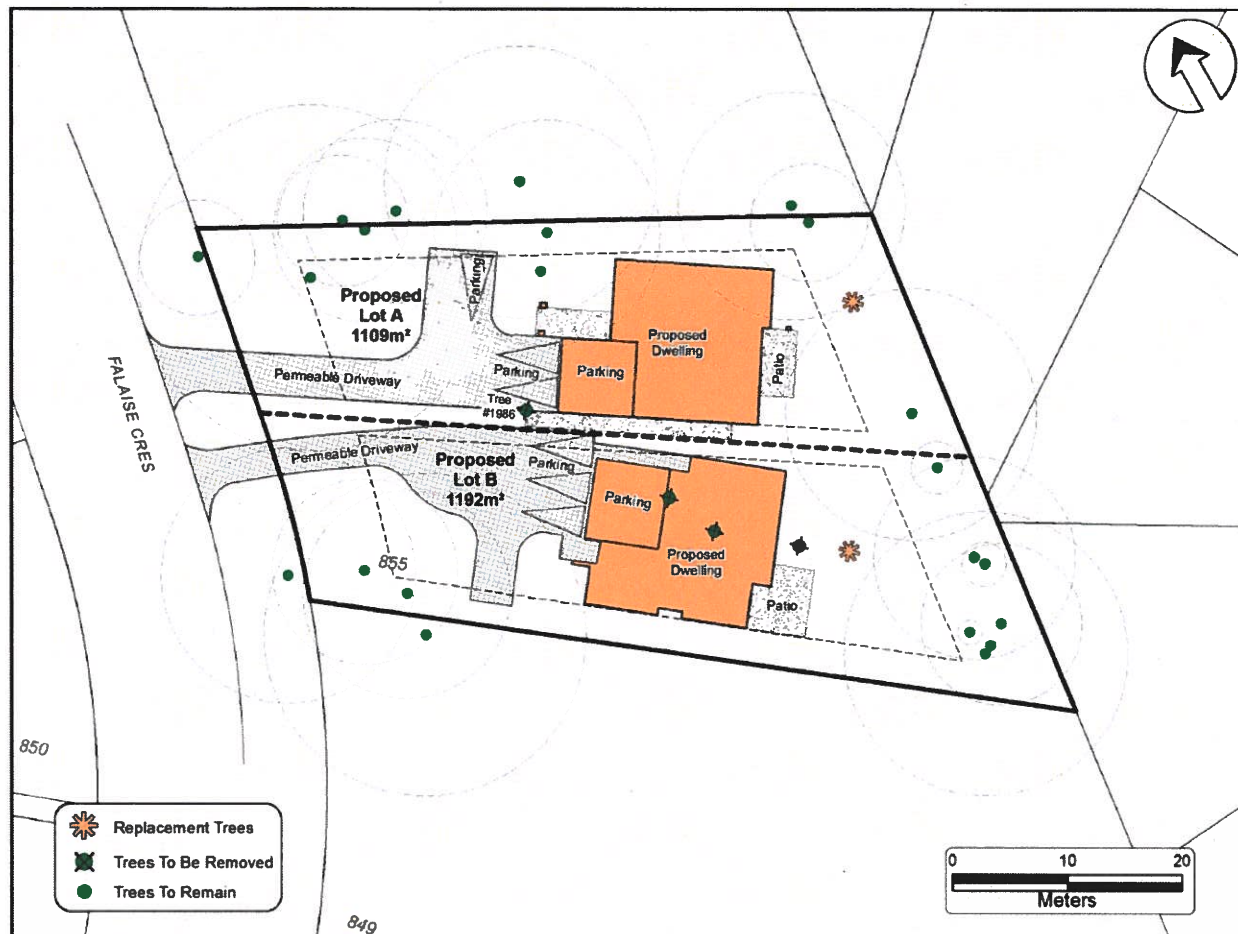 Parking
Proposed
Lot A
1109m²
Proposed
Dwelling
Parking
Parking
Patio
Permeable Driveway
Tree
#1986
FALAISE CRES
Permeable Driveway
Proposed
Lot B
1192m²
Parking
Parking
Proposed
Dwelling
855
Patio
850
849
Replacement Trees
Trees To Be Removed
Trees To Remain
0 10 20
Meters